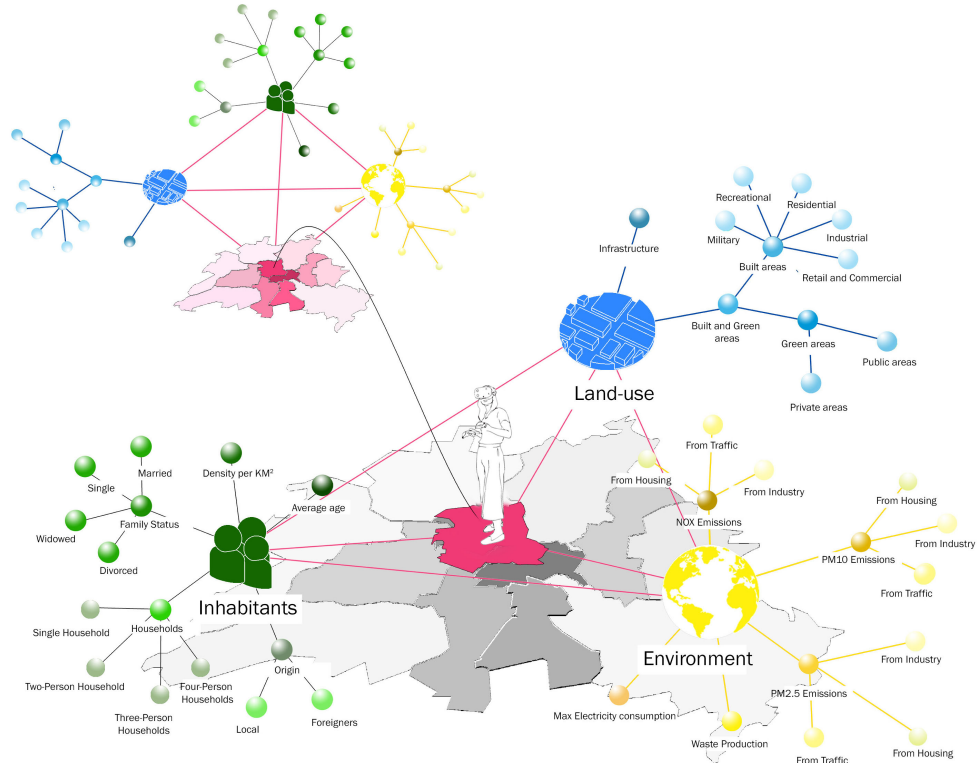 Recreational
Residential
Military
Industrial
Infrastructure
Built areas
Retail and Commercial
Built and Green
areas
Green areas
Public areas
Land-use
Private areas
From Traffic
Married
Density per KM²
From Housing
From Industry
From Housing
Single
Average age
NOX Emissions
Widowed
Family Status
From Industry
PM10 Emissions
Divorced
From Traffic
Inhabitants
Single Household
Households
From Industry
Environment
Origin
Two-Person Household
Four-Person
Households
PM2.5 Emissions
Three-Person
Households
Local
Foreigners
Max Electricity consumption
Waste Production
From Traffic
From Housing